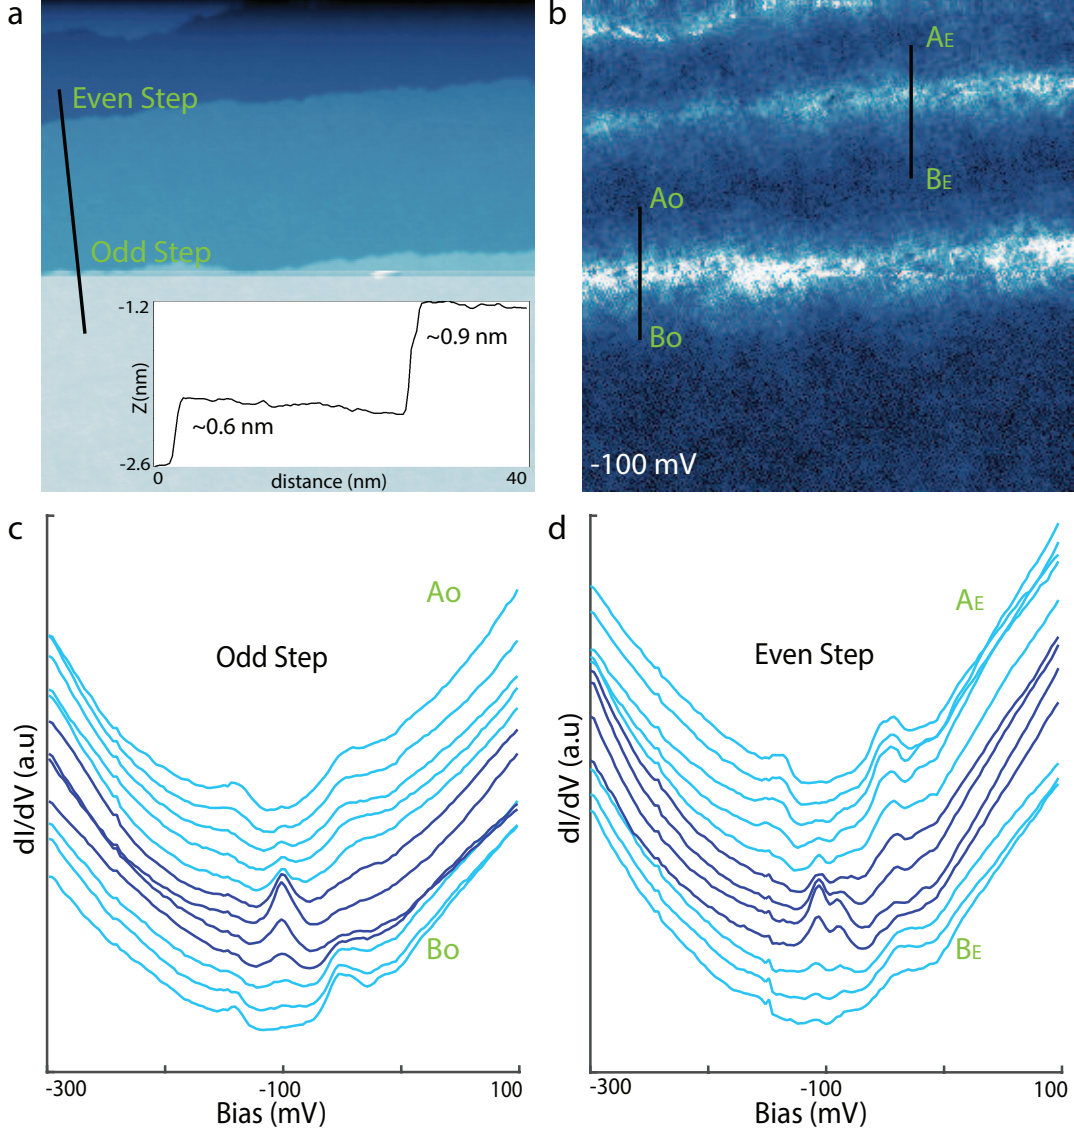 a
Even Step
Odd Step
-1.2
~0.9 nm
Z(nm)
~0.6 nm
-2.6
0
distance (nm)
40
b
AE
BE
Ao
Bo
-100 mV
c
Ao
Odd Step
dI/dV (a.u)
Bo
-300
-100
100
Bias (mV)
d
AE
Even Step
dI/dV (a.u)
BE
-300
-100
100
Bias (mV)